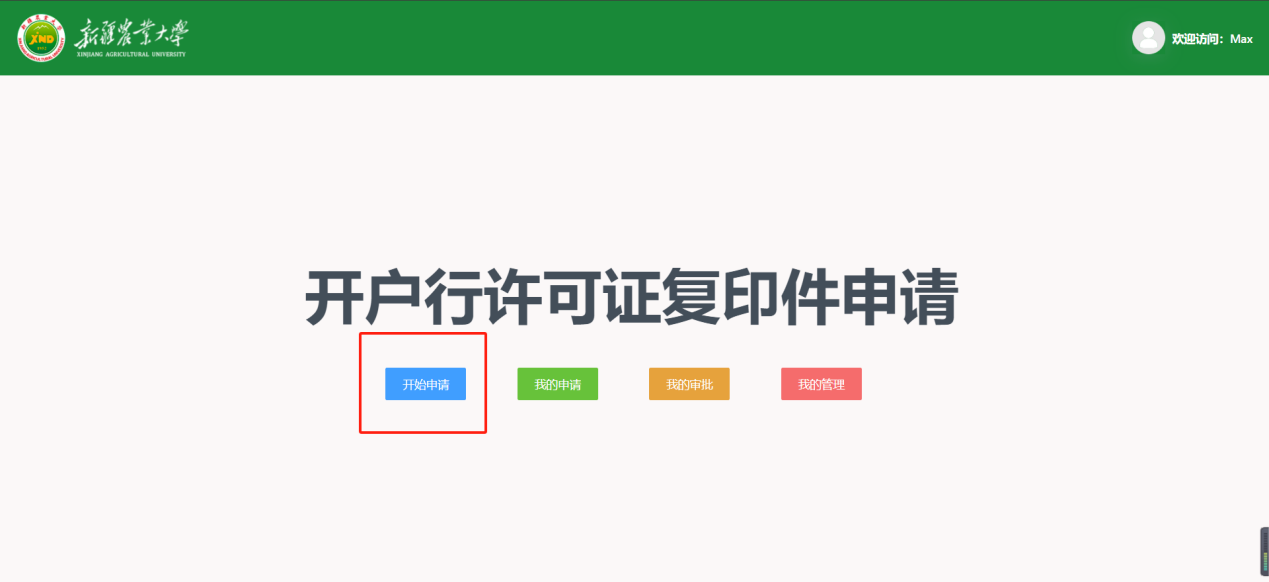 新疆农业大学
XINJIANG AGRICULTURAL UNIVERSITY
XND
欢迎访问：Max
开户行许可证复印件申请
开始申请
我的申请
我的审批
我的管理